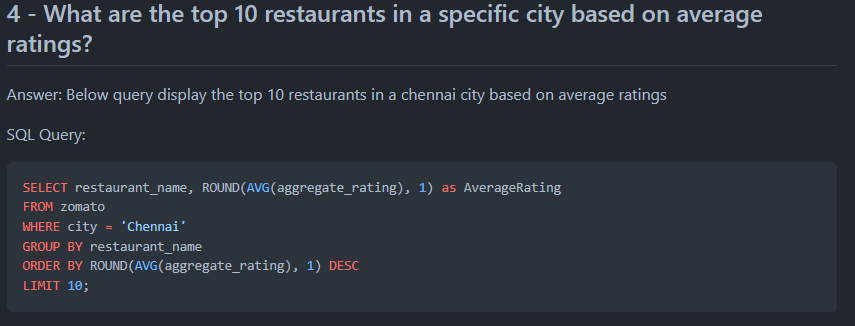 4 - What are the top 10 restaurants in a specific city based on average
ratings?
Answer: Below query display the top 10 restaurants in a chennai city based on average ratings
SQL Query:
SELECT restaurant_name, ROUND(AVG(aggregate_rating), 1) as AverageRating
FROM zomato
WHERE city = 'Chennai'
GROUP BY restaurant_name
ORDER BY ROUND(AVG(aggregate_rating), 1) DESC
LIMIT 10;